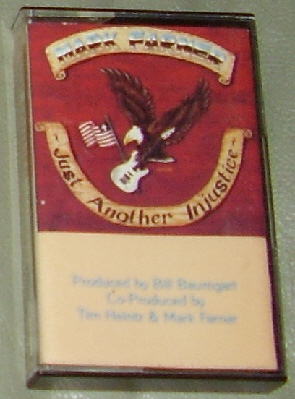 MARK FARNER
Just Another Injustice
Produced by Bill Baumgart
Co-Produced by
Tim Heintz & Mark Farner